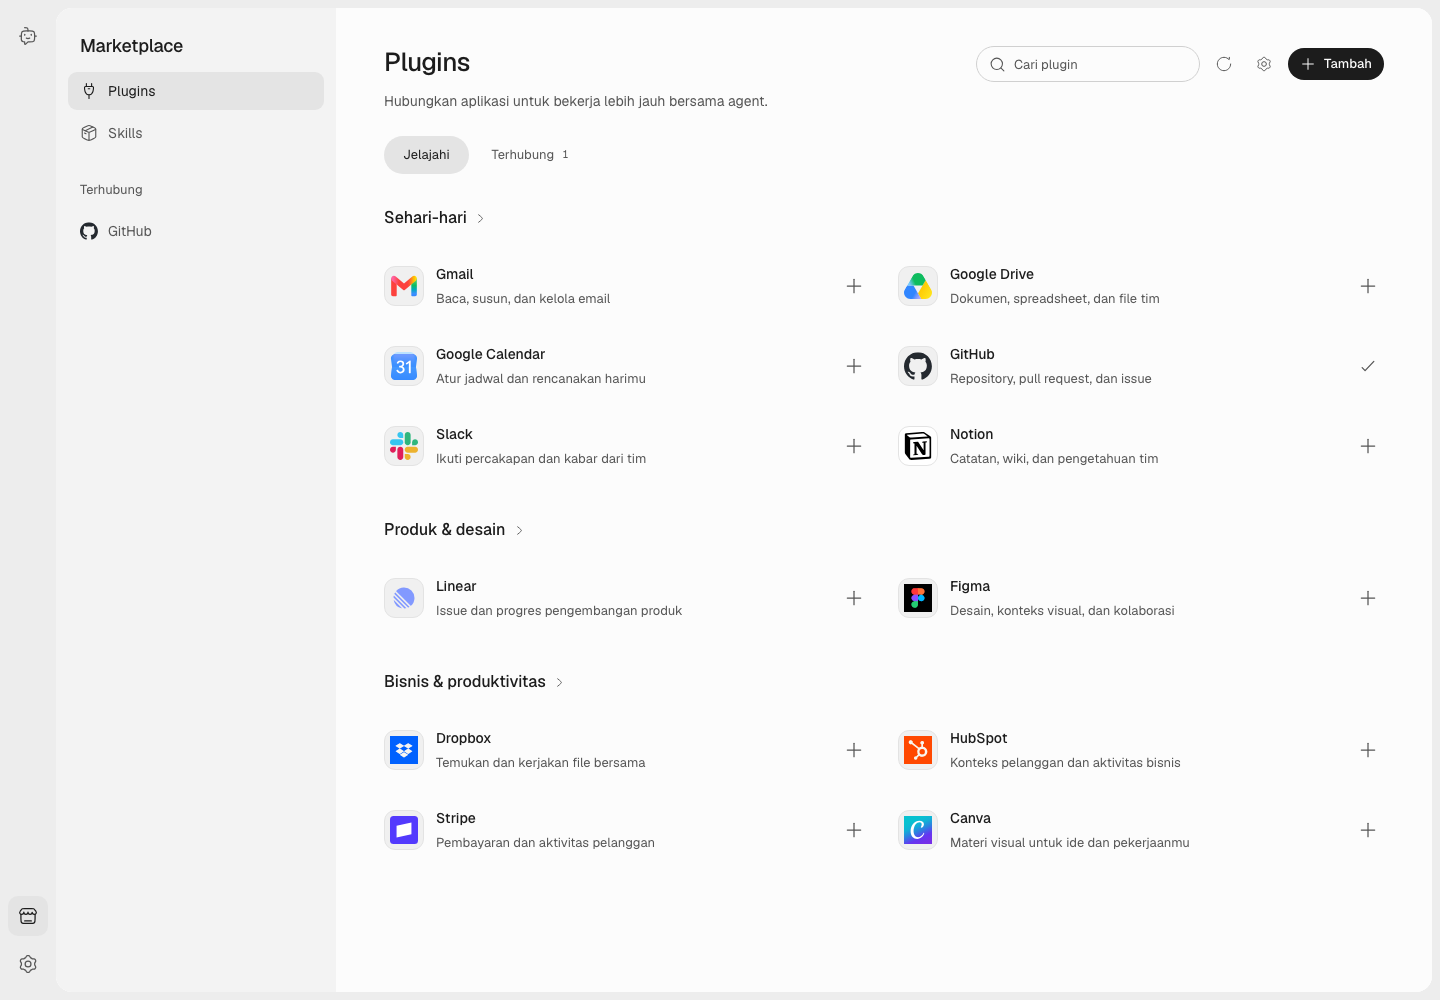 Marketplace
Plugins
Skills
Terhubung
GitHub
Plugins
Cari plugin
Tambah
Hubungkan aplikasi untuk bekerja lebih jauh bersama agent.
Jelajahi
Terhubung 1
Sehari-hari
Gmail
Baca, susun, dan kelola email
Google Drive
Dokumen, spreadsheet, dan file tim
31
Google Calendar
Atur jadwal dan rencanakan harimu
GitHub
Repository, pull request, dan issue
Slack
Ikuti percakapan dan kabar dari tim
N
Notion
Catatan, wiki, dan pengetahuan tim
Produk & desain
Linear
Issue dan progres pengembangan produk
Figma
Desain, konteks visual, dan kolaborasi
Bisnis & produktivitas
Dropbox
Temukan dan kerjakan file bersama
HubSpot
Konteks pelanggan dan aktivitas bisnis
Stripe
Pembayaran dan aktivitas pelanggan
C
Canva
Materi visual untuk ide dan pekerjaanmu